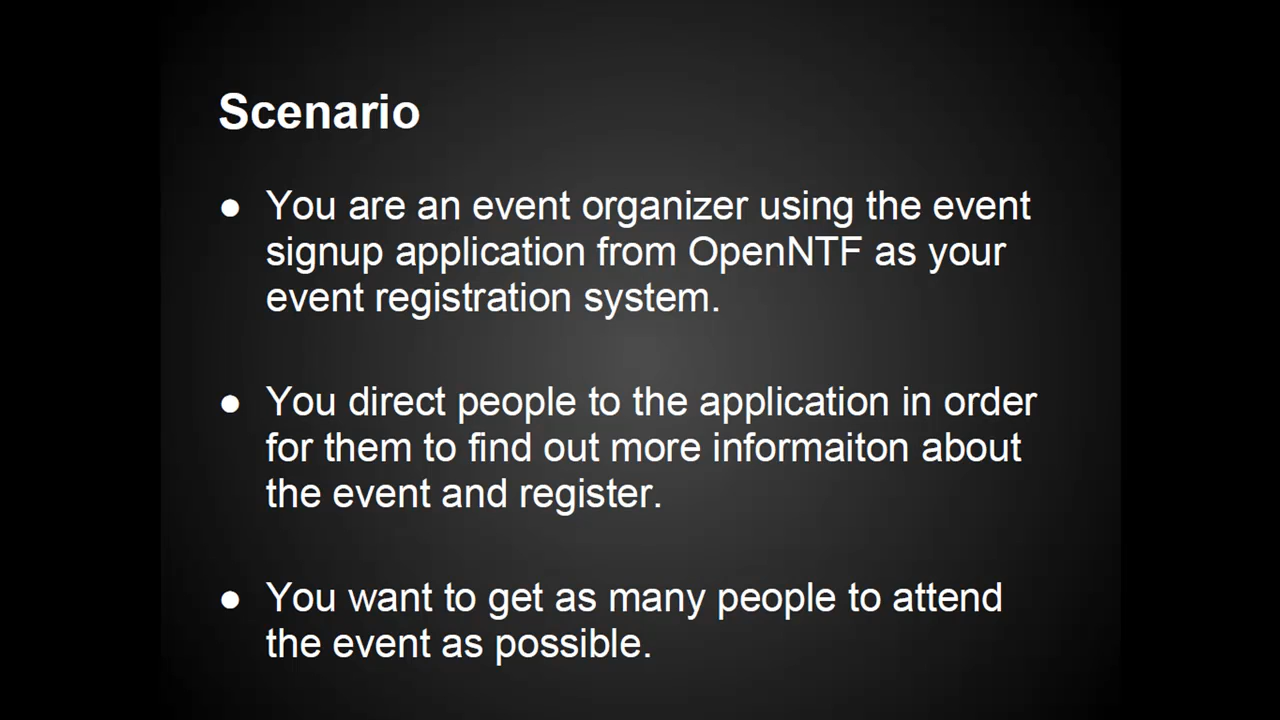 Scenario
● You are an event organizer using the event
signup application from OpenNTF as your
event registration system.
● You direct people to the application in order
for them to find out more informaiton about
the event and register.
● You want to get as many people to attend
the event as possible.